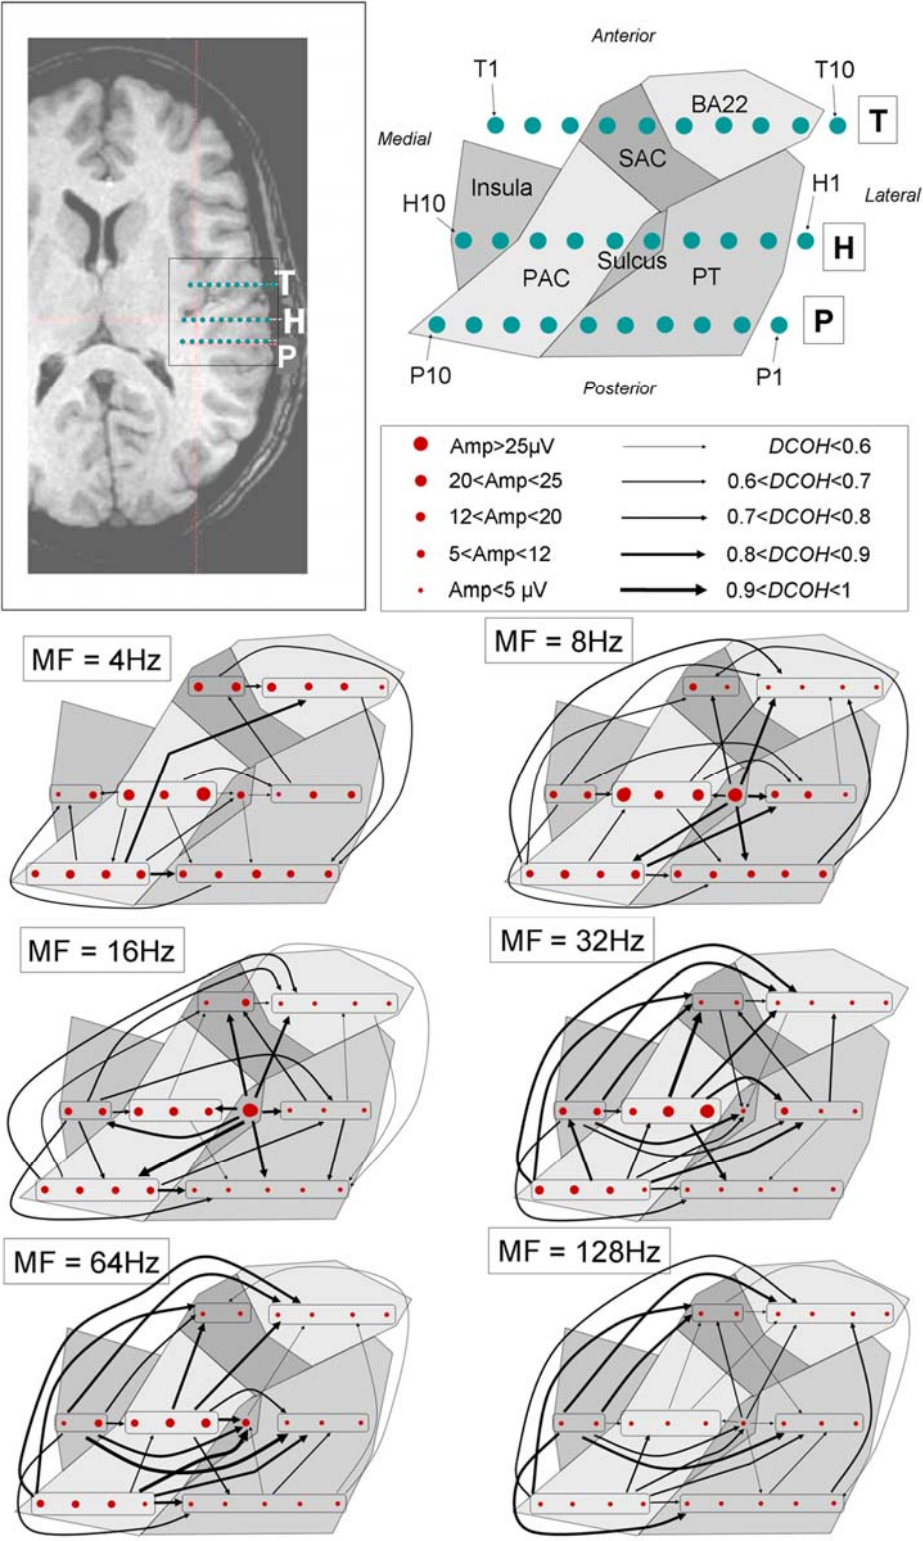 T
H
P
Anterior
T1
T10
BA22
T
Medial
SAC
Insula
H1
Lateral
H10
H
PAC
Sulcus
PT
P
P10
P1
Posterior
Amp>25µV
DCOH<0.6
20<Amp<25
0.6<DCOH<0.7
12<Amp<20
0.7<DCOH<0.8
5<Amp<12
0.8<DCOH<0.9
Amp<5 µV
0.9<DCOH<1
MF = 4Hz
MF = 8Hz
MF = 16Hz
MF = 32Hz
MF = 64Hz
MF = 128Hz